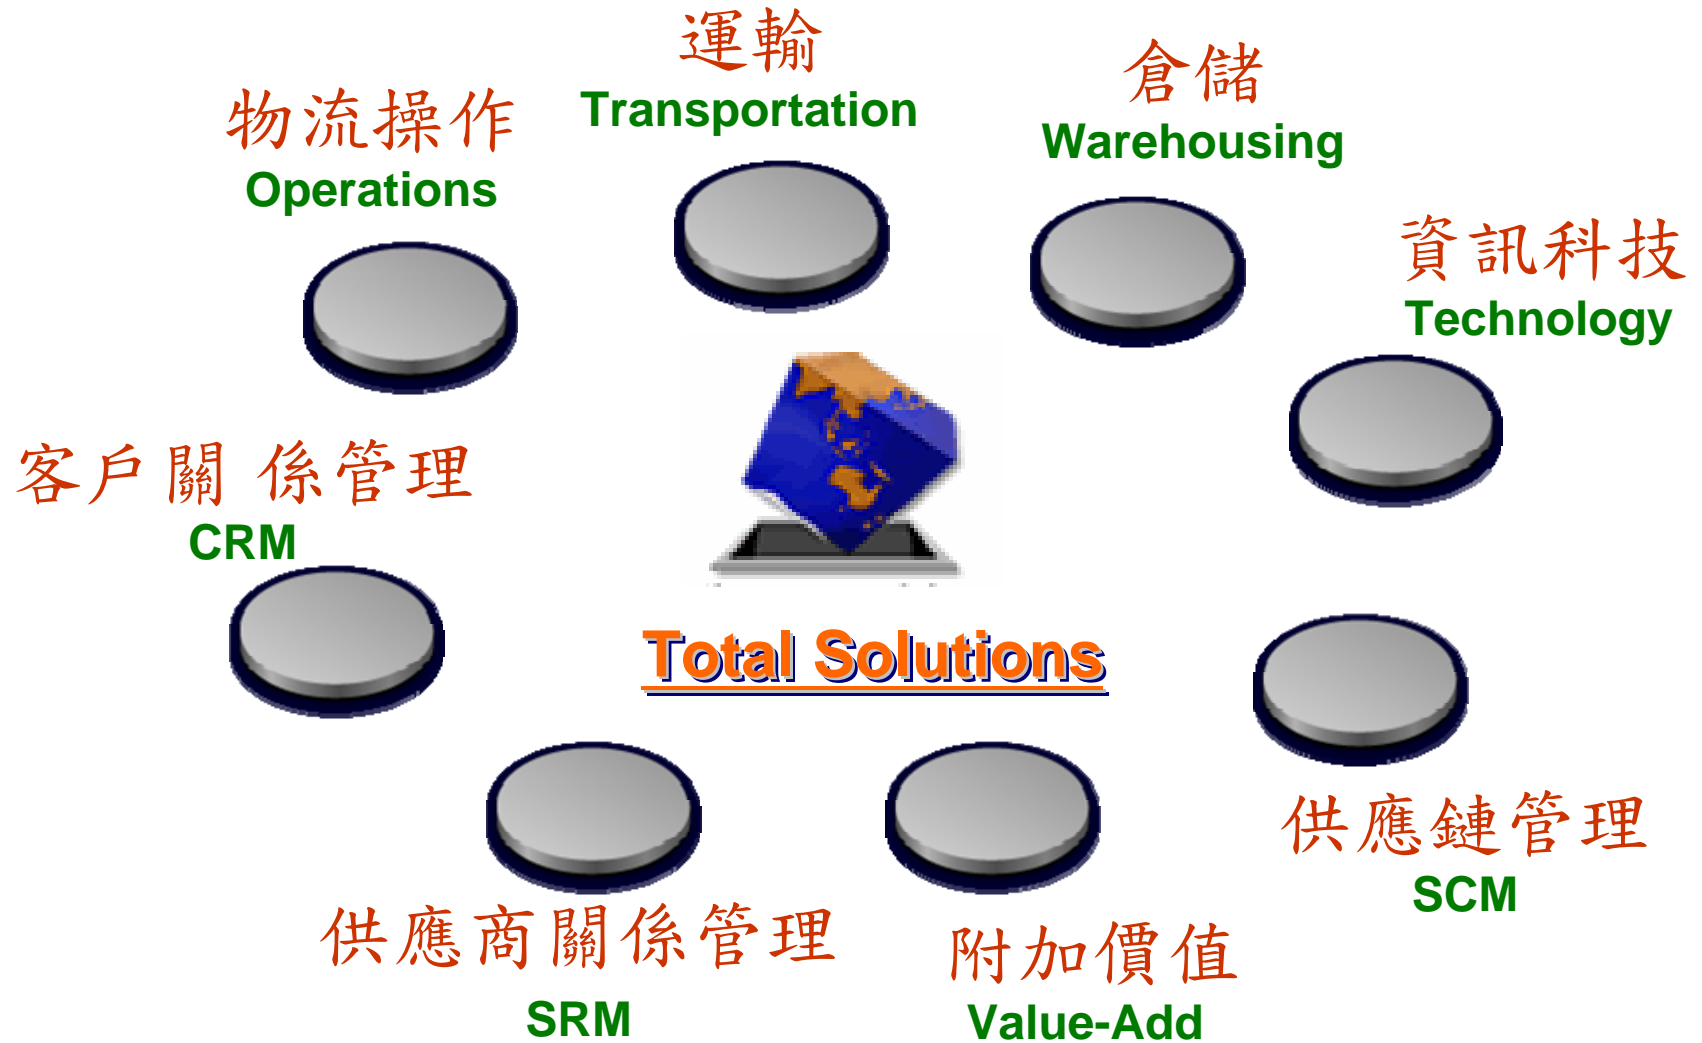 運輸
Transportation
倉儲
Warehousing
物流操作
Operations
資訊科技
Technology
客戶關 係管理
CRM
Total Solutions
供應鏈管理
SCM
供應商關係管理
SRM
附加價值
Value-Add